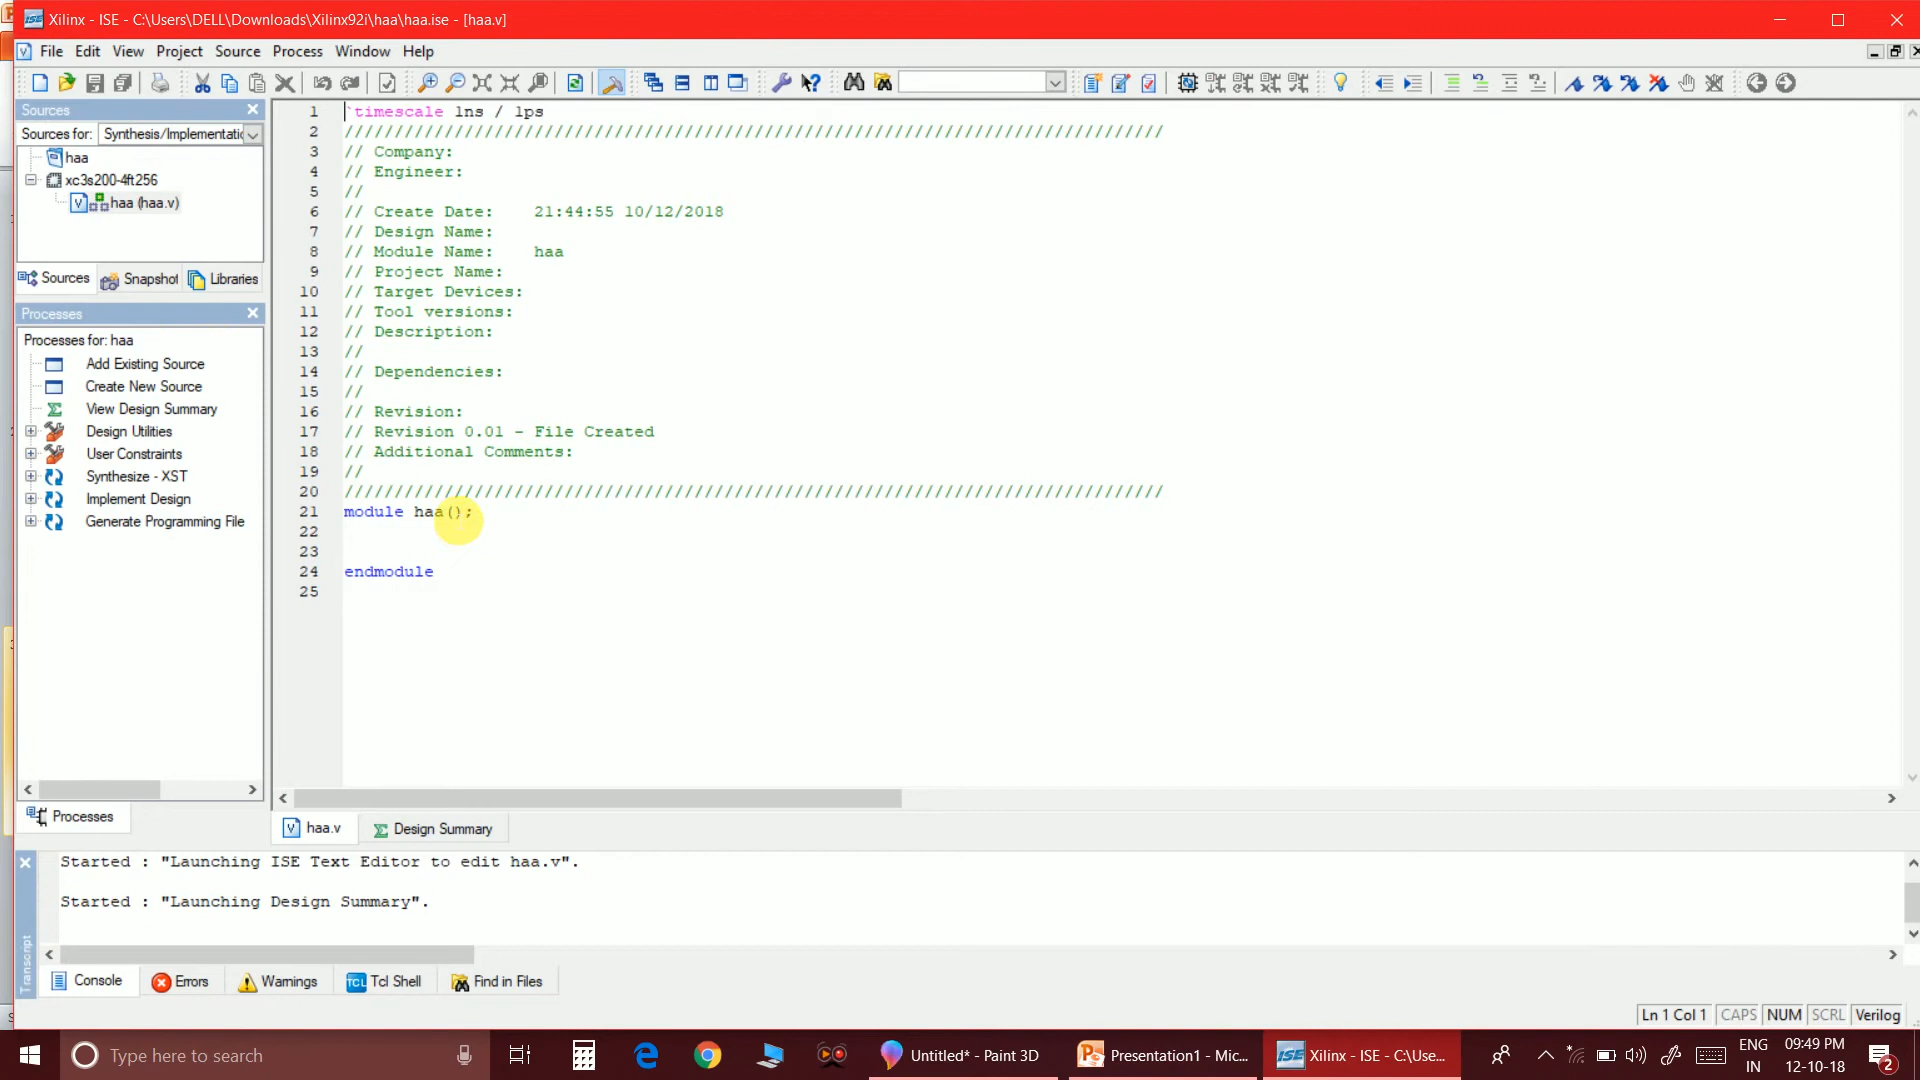 Xilinx - ISE - C:\Users\DELL\Downloads\Xilinx92i\haa\haa.ise - [haa.v]
File Edit View Project Source Process Window Help
Sources
Sources for: Synthesis/Implementatic
haa
xc3s200-4ft256
haa (haa.v)
Sources Snapshot Libraries
Processes
Processes for: haa
Add Existing Source
Create New Source
View Design Summary
Design Utilities
User Constraints
Synthesize - XST
Implement Design
Generate Programming File
Processes
1 `timescale 1ns / 1ps
2 //////////////////////////////////////////////////////////////////////////////////
3 // Company:
4 // Engineer:
5 //
6 // Create Date: 21:44:55 10/12/2018
7 // Design Name:
8 // Module Name: haa
9 // Project Name:
10 // Target Devices:
11 // Tool versions:
12 // Description:
13 //
14 // Dependencies:
15 //
16 // Revision:
17 // Revision 0.01 - File Created
18 // Additional Comments:
19 //
20 //////////////////////////////////////////////////////////////////////////////////
21 module haa();
22
23
24 endmodule
25
haa.v Design Summary
Started : "Launching ISE Text Editor to edit haa.v".
Started : "Launching Design Summary".
Transcript
Console Errors Warnings TCL Tcl Shell Find in Files
Ln 1 Col 1 CAPS NUM SCRL Verilog
Type here to search
Untitled* - Paint 3D
Presentation1 - Mic...
ISE Xilinx - ISE - C:\Use...
ENG
IN
09:49 PM
12-10-18
2